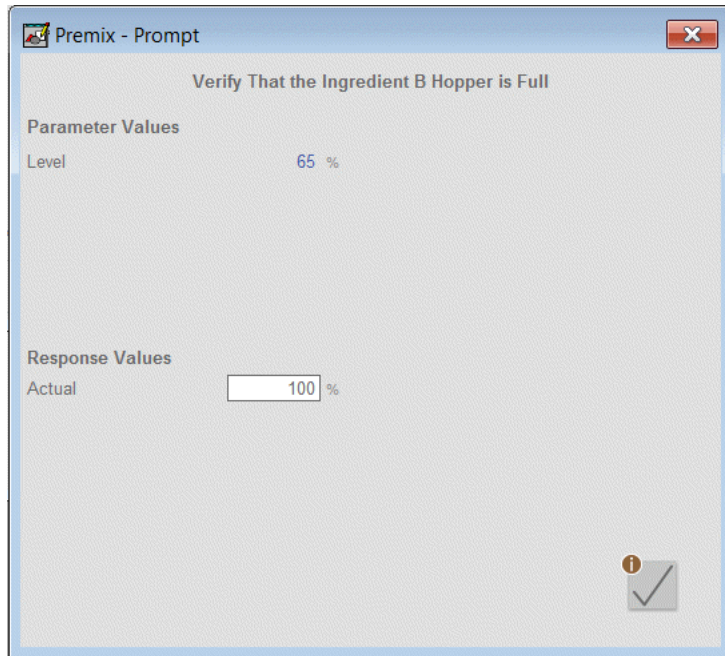 Premix - Prompt
Verify That the Ingredient B Hopper is Full
Parameter Values
Level 65 %
Response Values
Actual 100 %
i